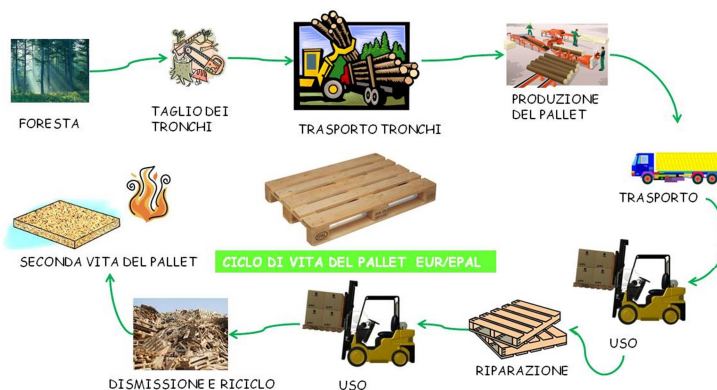 FORESTA
TAGLIO DEI
TRONCHI
TRASPORTO TRONCHI
PRODUZIONE
DEL PALLET
TRASPORTO
USO
RIPARAZIONE
USO
DISMISSIONE E RICICLO
SECONDA VITA DEL PALLET
CICLO DI VITA DEL PALLET EUR/EPAL